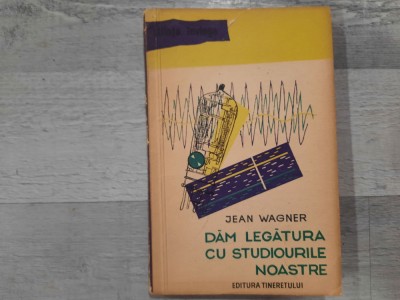 JEAN WAGNER
DĂM LEGĂTURA
CU STUDIOURILE
NOASTRE
EDITURA TINERETULUI